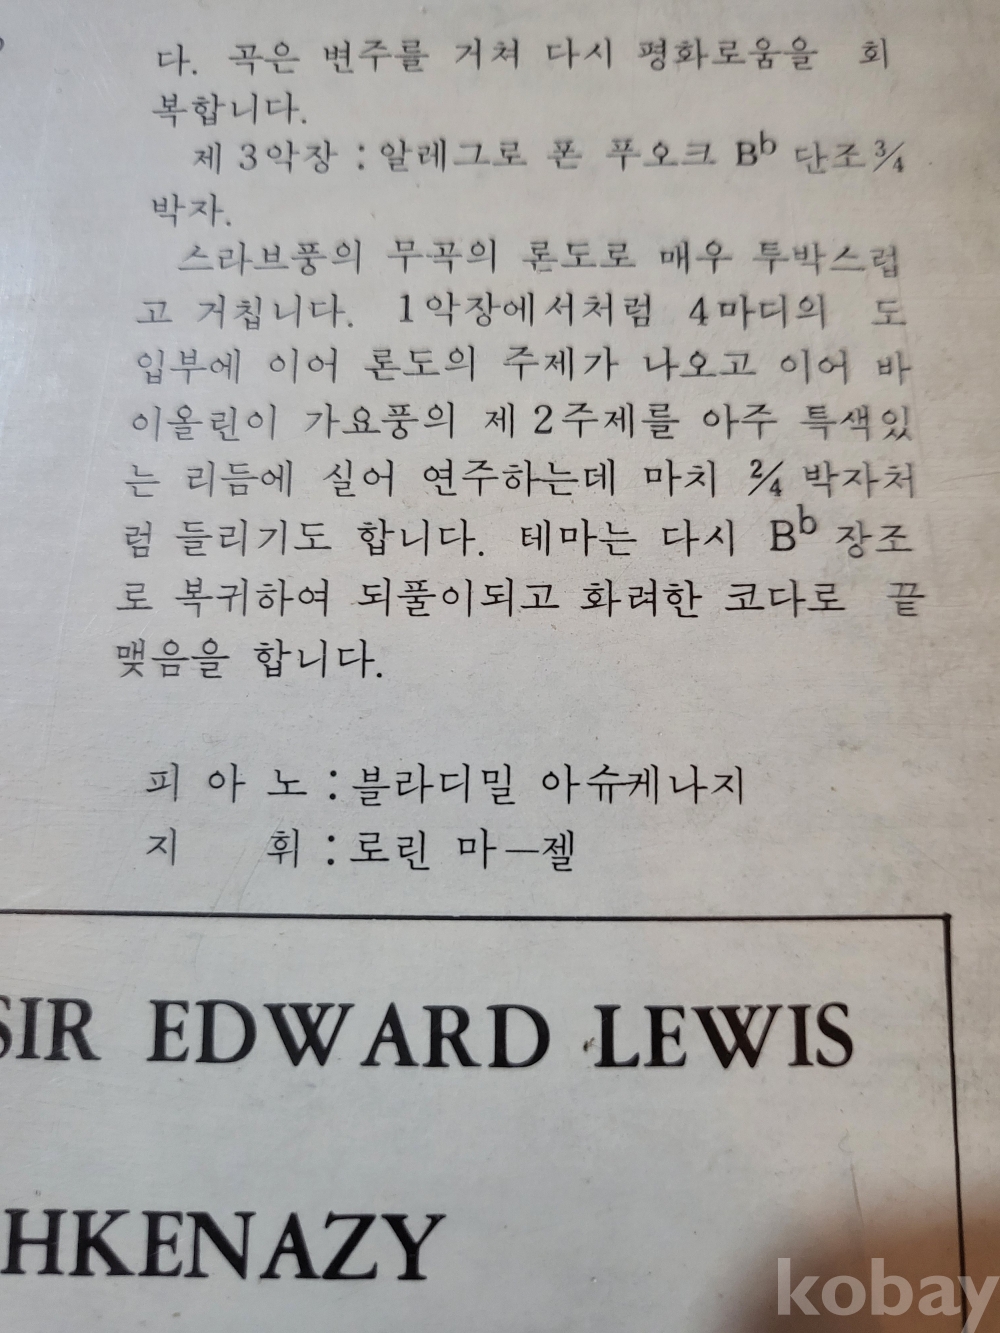 다. 곡은 변주를 거쳐 다시 평화로움을 회
복합니다.
제 3악장 : 알레그로 폰 푸오크 B♭ 단조 3/4
박자.
스라브풍의 무곡의 론도로 매우 투박스럽
고 거칩니다. 1악장에서처럼 4마디의 도
입부에 이어 론도의 주제가 나오고 이어 바
이올린이 가요풍의 제2주제를 아주 특색있
는 리듬에 실어 연주하는데 마치 2/4 박자처
럼 들리기도 합니다. 테마는 다시 B♭ 장조
로 복귀하여 되풀이되고 화려한 코다로 끝
맺음을 합니다.
피 아 노 : 블라디밀 아슈케나지
지 휘 : 로린 마—젤
SIR EDWARD LEWIS
HKENAZY
kobay